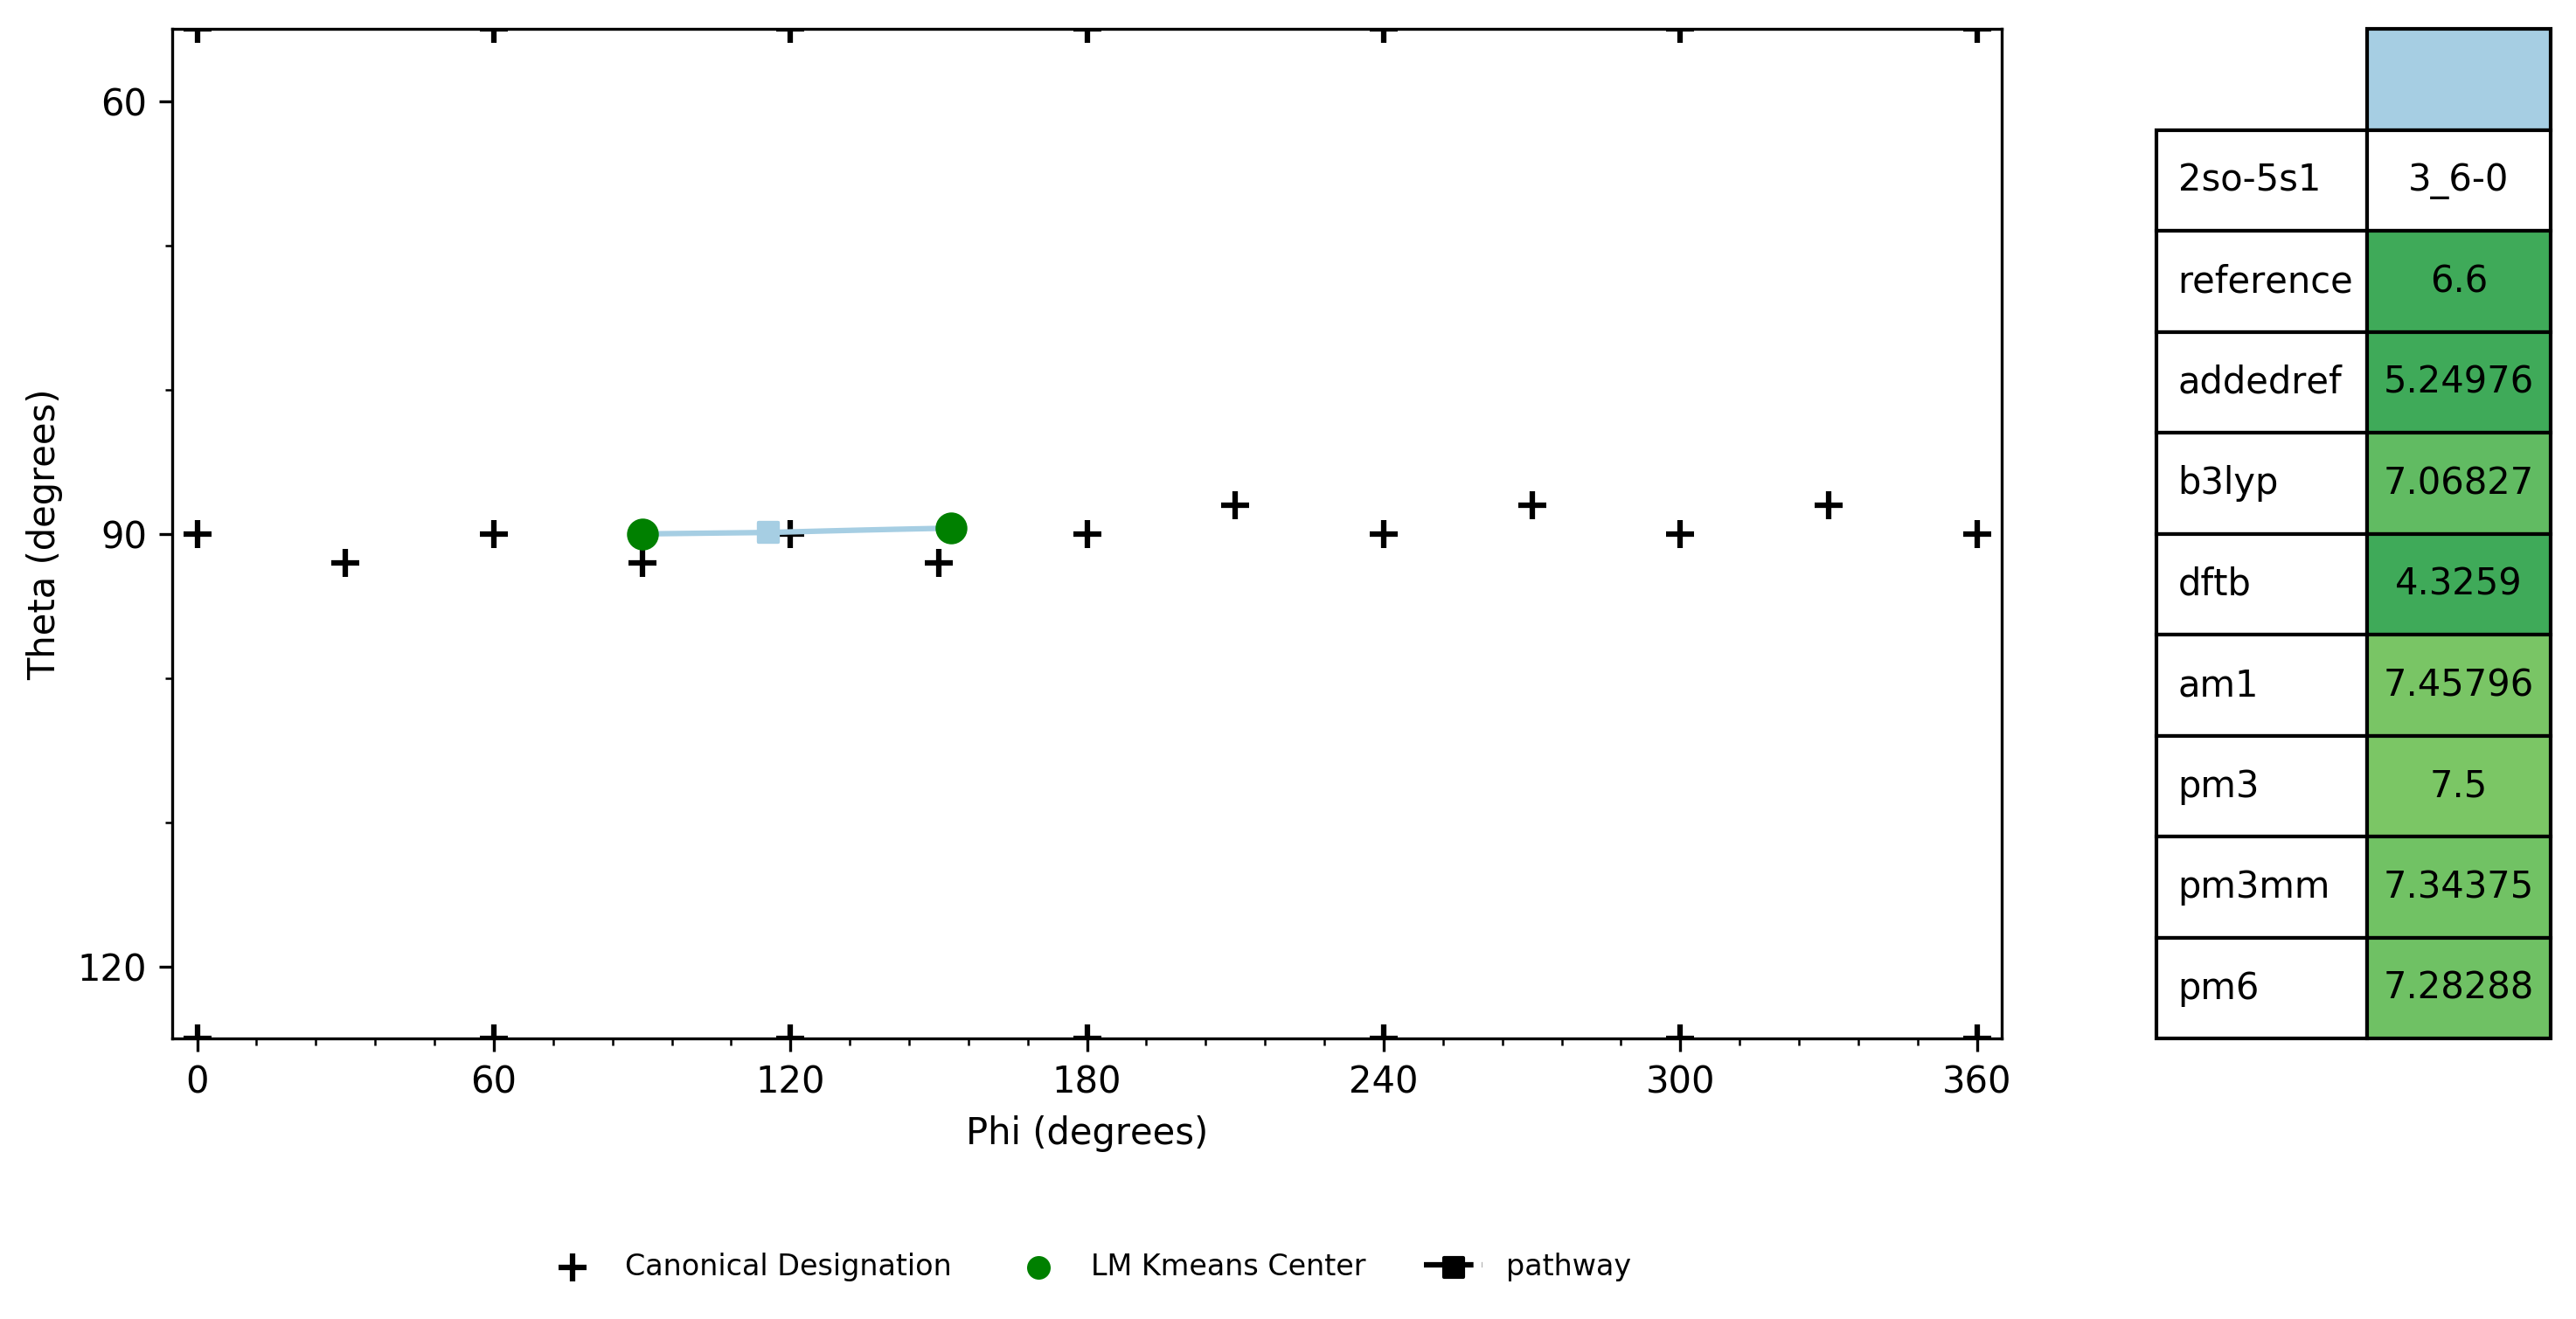 60
90
120
Theta (degrees)
0 60 120 180 240 300 360
Phi (degrees)
Canonical Designation LM Kmeans Center pathway
2so-5s1 3_6-0
reference 6.6
addedref 5.24976
b3lyp 7.06827
dftb 4.3259
am1 7.45796
pm3 7.5
pm3mm 7.34375
pm6 7.28288